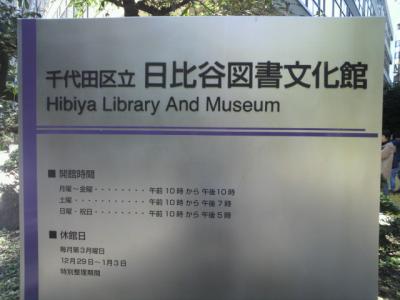 千代田区立 日比谷図書文化館
Hibiya Library And Museum
■ 開館時間
月曜～金曜・・・・・・・・・午前10時 から 午後10時
土曜・・・・・・・・・・・・午前10時 から 午後7時
日曜・祝日・・・・・・・・・午前10時 から 午後5時
■ 休館日
毎月第3月曜日
12月29日～1月3日
特別整理期間